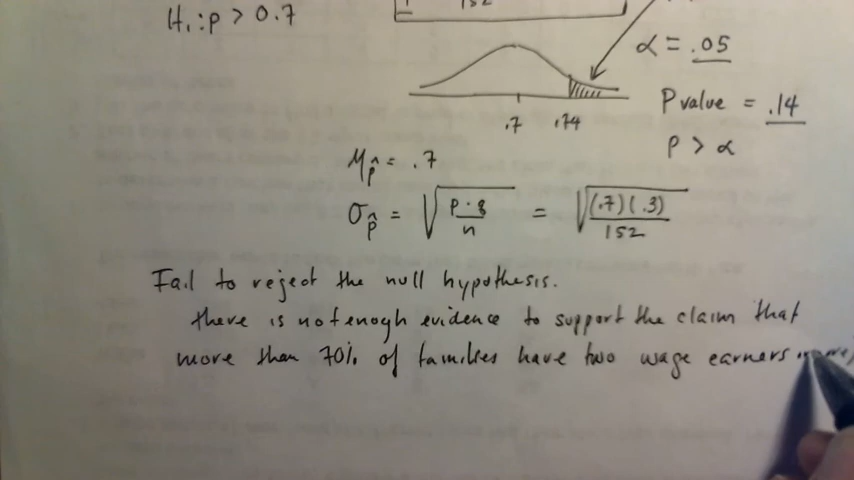 H₁: p > 0.7
152
α = .05
.7 .74
P value = .14
p > α
μp̂ = .7
σp̂ = √(p·q/n) = √((.7)(.3)/152)
Fail to reject the null hypothesis.
there is not enogh evidence to support the claim that
more than 70% of families have two wage earners